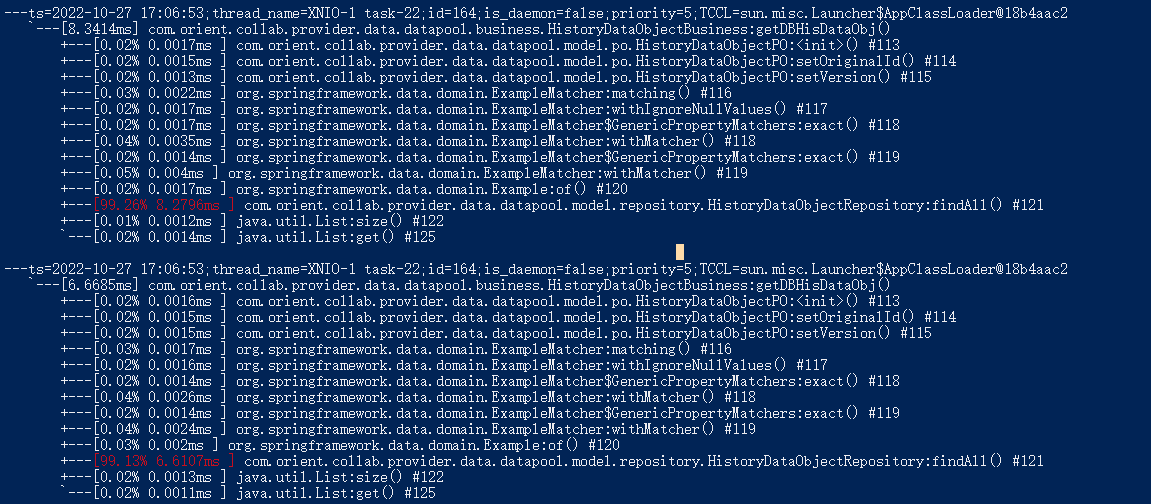 ---ts=2022-10-27 17:06:53;thread_name=XNIO-1 task-22;id=164;is_daemon=false;priority=5;TCCL=sun.misc.Launcher$AppClassLoader@18b4aac2
`---[8.3414ms] com.orient.collab.provider.data.datapool.business.HistoryDataObjectBusiness:getDBHisDataObj()
+---[0.02% 0.0017ms ] com.orient.collab.provider.data.datapool.model.po.HistoryDataObjectPO:<init>() #113
+---[0.02% 0.0015ms ] com.orient.collab.provider.data.datapool.model.po.HistoryDataObjectPO:setOriginalId() #114
+---[0.02% 0.0013ms ] com.orient.collab.provider.data.datapool.model.po.HistoryDataObjectPO:setVersion() #115
+---[0.03% 0.0022ms ] org.springframework.data.domain.ExampleMatcher:matching() #116
+---[0.02% 0.0017ms ] org.springframework.data.domain.ExampleMatcher:withIgnoreNullValues() #117
+---[0.02% 0.0017ms ] org.springframework.data.domain.ExampleMatcher$GenericPropertyMatchers:exact() #118
+---[0.04% 0.0035ms ] org.springframework.data.domain.ExampleMatcher:withMatcher() #118
+---[0.02% 0.0014ms ] org.springframework.data.domain.ExampleMatcher$GenericPropertyMatchers:exact() #119
+---[0.05% 0.004ms ] org.springframework.data.domain.ExampleMatcher:withMatcher() #119
+---[0.02% 0.0017ms ] org.springframework.data.domain.Example:of() #120
+---[99.26% 8.2796ms ] com.orient.collab.provider.data.datapool.model.repository.HistoryDataObjectRepository:findAll() #121
+---[0.01% 0.0012ms ] java.util.List:size() #122
`---[0.02% 0.0014ms ] java.util.List:get() #125
---ts=2022-10-27 17:06:53;thread_name=XNIO-1 task-22;id=164;is_daemon=false;priority=5;TCCL=sun.misc.Launcher$AppClassLoader@18b4aac2
`---[6.6685ms] com.orient.collab.provider.data.datapool.business.HistoryDataObjectBusiness:getDBHisDataObj()
+---[0.02% 0.0016ms ] com.orient.collab.provider.data.datapool.model.po.HistoryDataObjectPO:<init>() #113
+---[0.02% 0.0015ms ] com.orient.collab.provider.data.datapool.model.po.HistoryDataObjectPO:setOriginalId() #114
+---[0.02% 0.0015ms ] com.orient.collab.provider.data.datapool.model.po.HistoryDataObjectPO:setVersion() #115
+---[0.03% 0.0017ms ] org.springframework.data.domain.ExampleMatcher:matching() #116
+---[0.02% 0.0016ms ] org.springframework.data.domain.ExampleMatcher:withIgnoreNullValues() #117
+---[0.02% 0.0014ms ] org.springframework.data.domain.ExampleMatcher$GenericPropertyMatchers:exact() #118
+---[0.04% 0.0026ms ] org.springframework.data.domain.ExampleMatcher:withMatcher() #118
+---[0.02% 0.0014ms ] org.springframework.data.domain.ExampleMatcher$GenericPropertyMatchers:exact() #119
+---[0.04% 0.0024ms ] org.springframework.data.domain.ExampleMatcher:withMatcher() #119
+---[0.03% 0.002ms ] org.springframework.data.domain.Example:of() #120
+---[99.13% 6.6107ms ] com.orient.collab.provider.data.datapool.model.repository.HistoryDataObjectRepository:findAll() #121
+---[0.02% 0.0013ms ] java.util.List:size() #122
`---[0.02% 0.0011ms ] java.util.List:get() #125